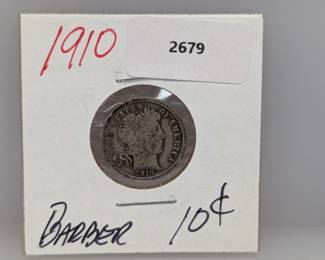 1910
2679
UNITED STATES OF AMERICA
1910
BARBER 10¢